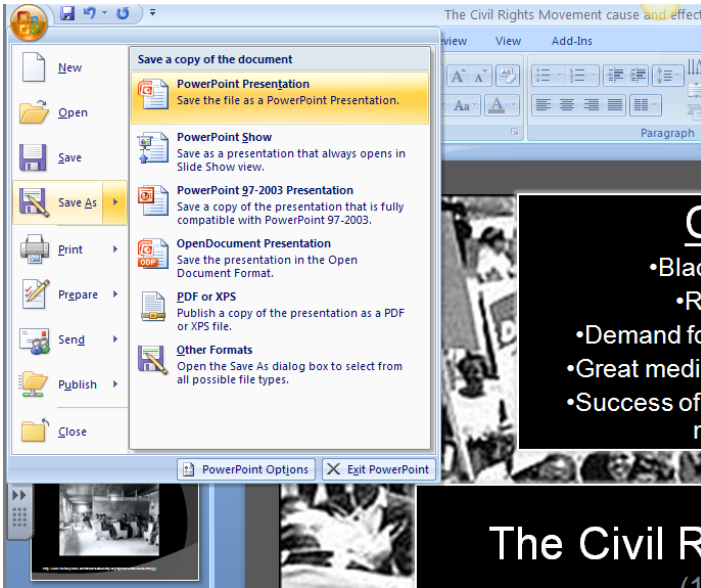 The Civil Rights Movement cause and effect
eview View Add-Ins
New
Open
Save
Save As
Print
Prepare
Send
Publish
Close
Save a copy of the document
PowerPoint Presentation
Save the file as a PowerPoint Presentation.
PowerPoint Show
Save as a presentation that always opens in
Slide Show view.
PowerPoint 97-2003 Presentation
Save a copy of the presentation that is fully
compatible with PowerPoint 97-2003.
OpenDocument Presentation
Save the presentation in the Open
Document Format.
PDF or XPS
Publish a copy of the presentation as a PDF
or XPS file.
Other Formats
Open the Save As dialog box to select from
all possible file types.
PowerPoint Options Exit PowerPoint
A A
Aa A
Paragraph
•Blac
•R
•Demand fo
•Great medi
•Success of
The Civil R
(1